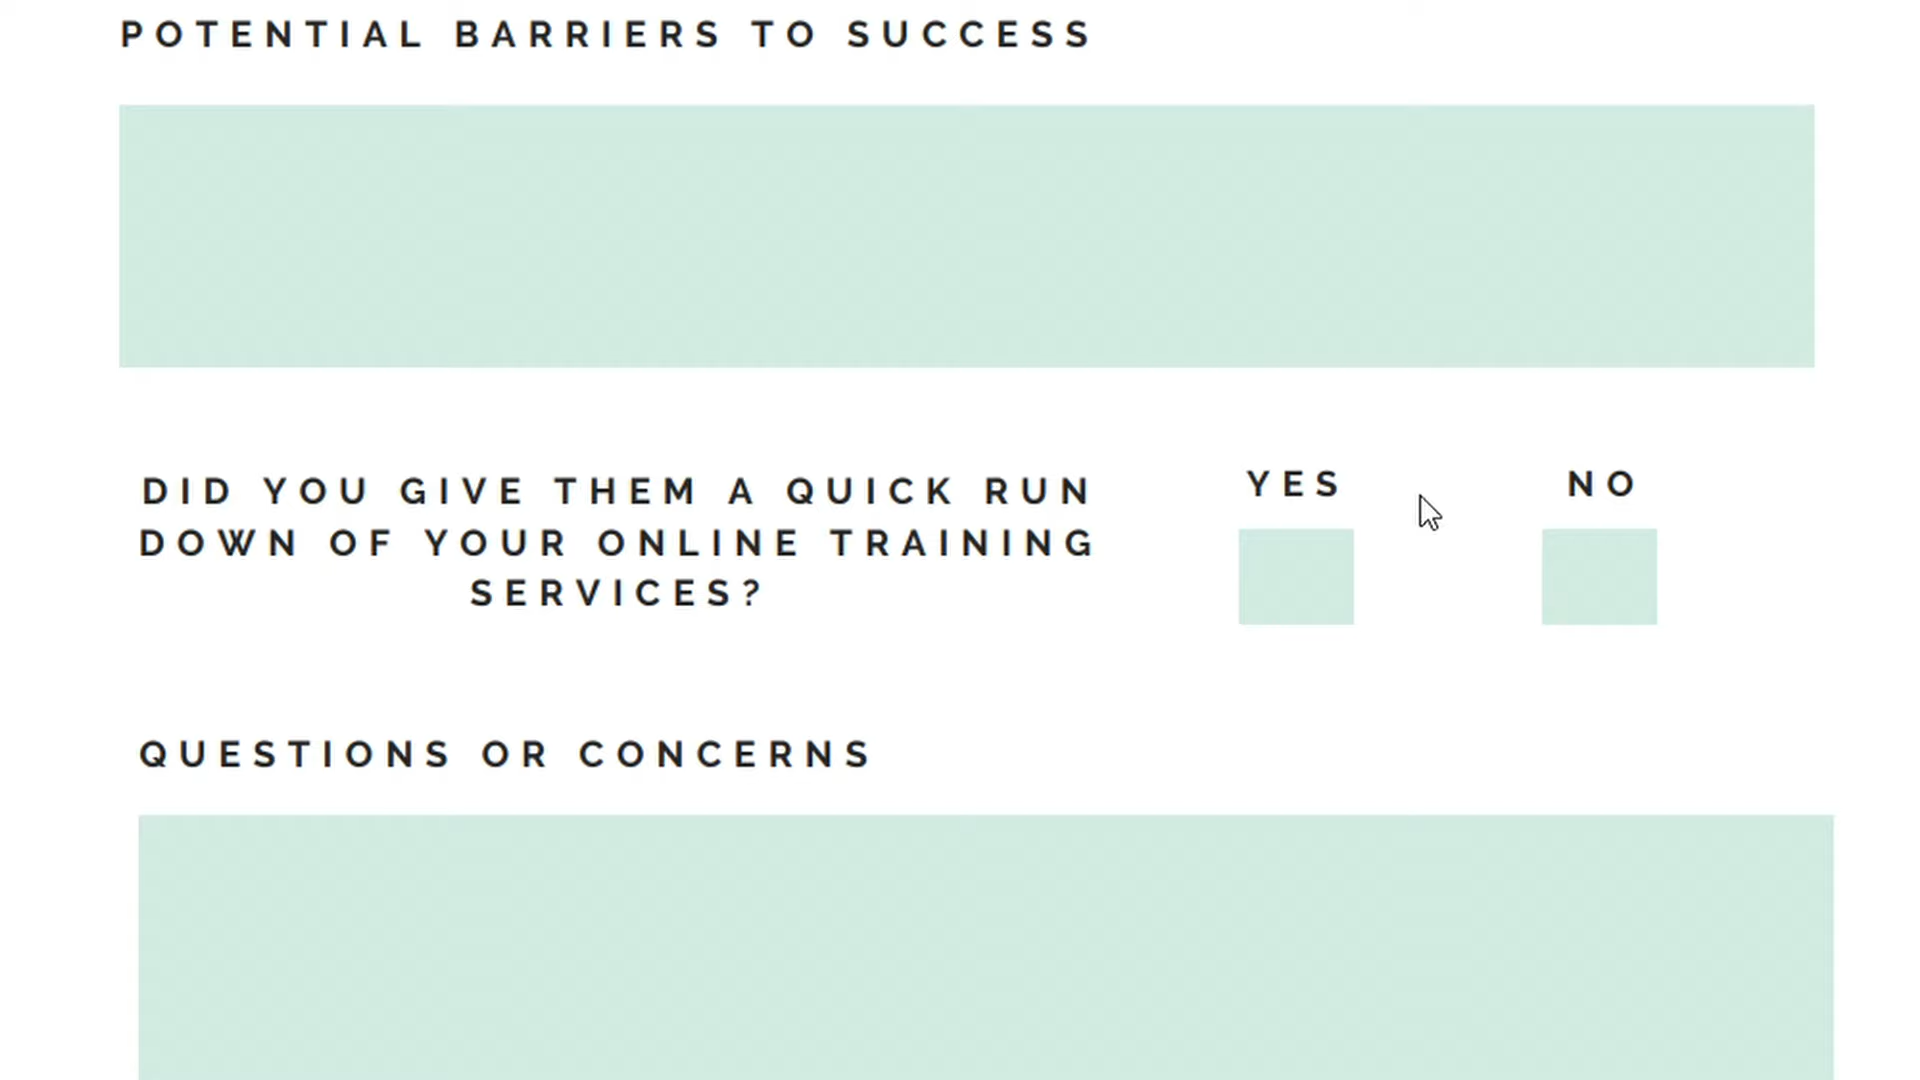 POTENTIAL BARRIERS TO SUCCESS
DID YOU GIVE THEM A QUICK RUN
DOWN OF YOUR ONLINE TRAINING
SERVICES?
YES
NO
QUESTIONS OR CONCERNS